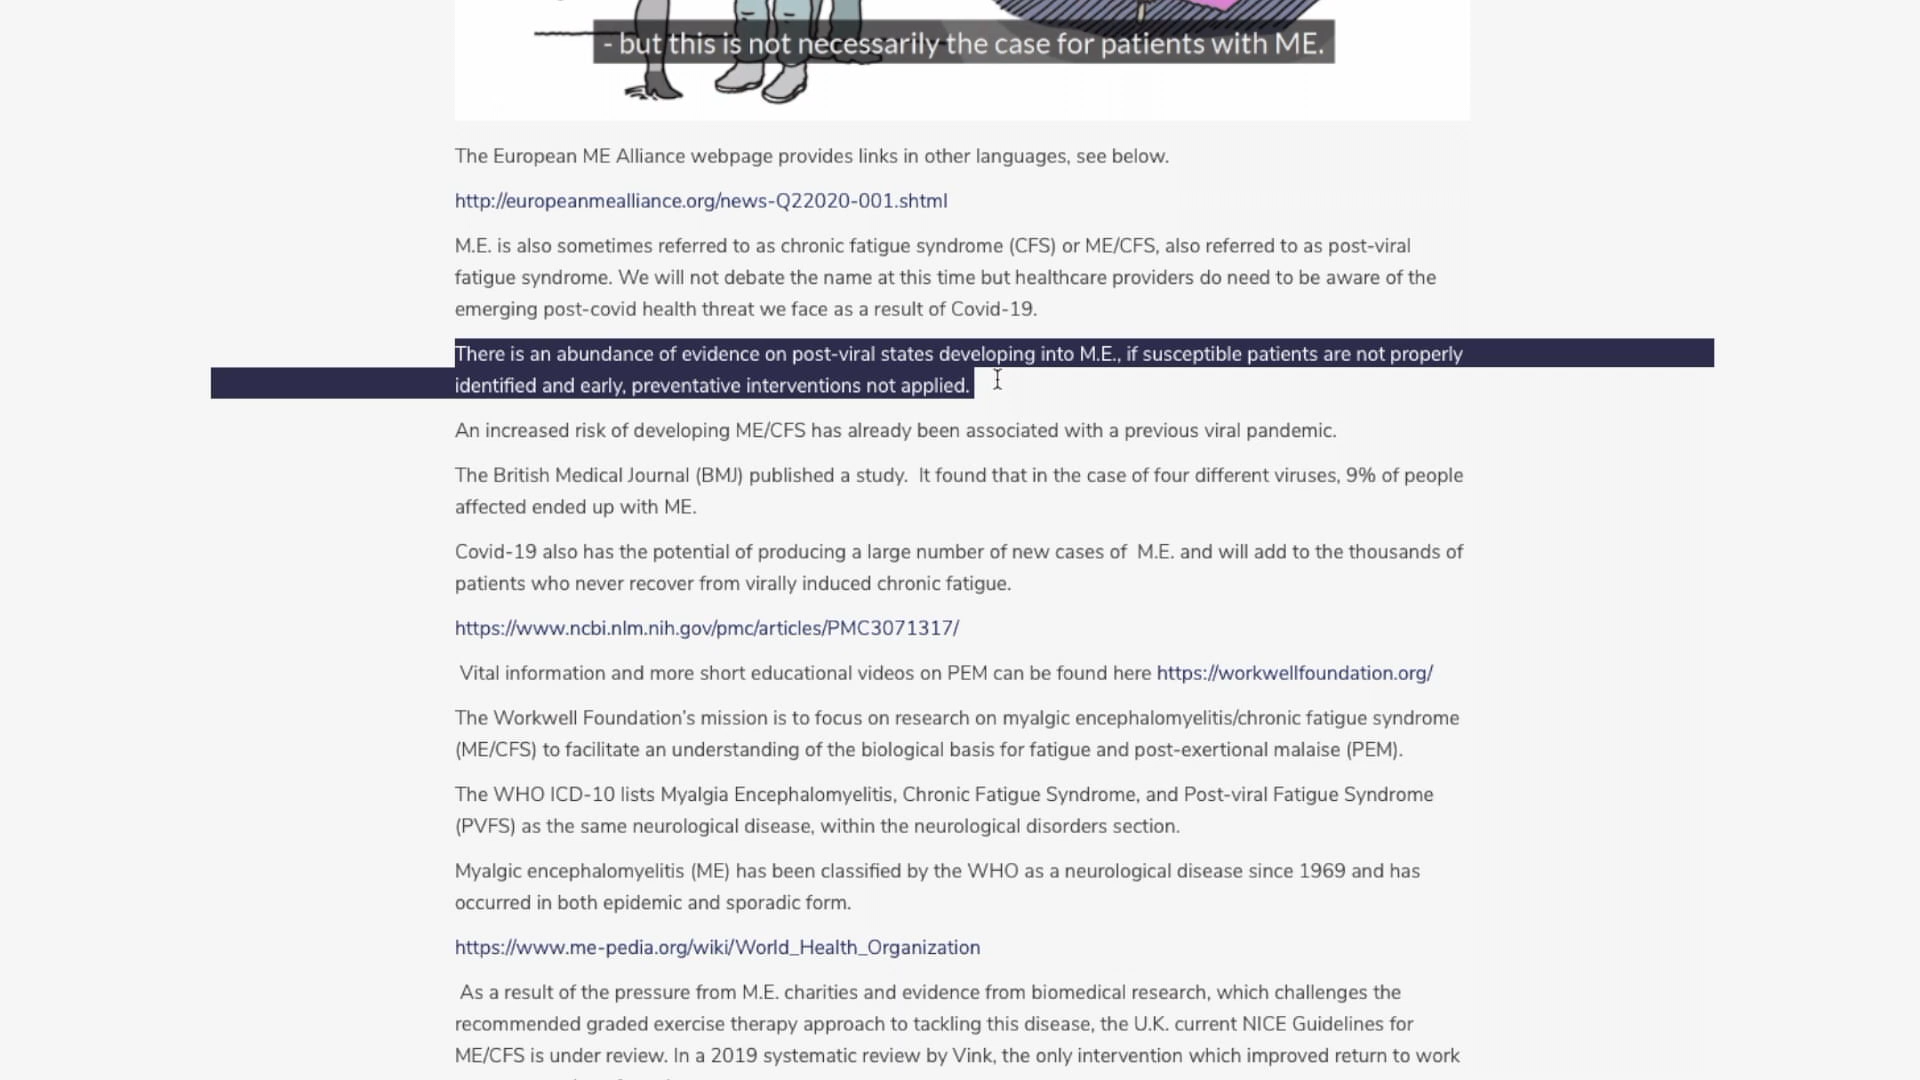 - but this is not necessarily the case for patients with ME.
The European ME Alliance webpage provides links in other languages, see below.
http://europeanmealliance.org/news-Q22020-001.shtml
M.E. is also sometimes referred to as chronic fatigue syndrome (CFS) or ME/CFS, also referred to as post-viral
fatigue syndrome. We will not debate the name at this time but healthcare providers do need to be aware of the
emerging post-covid health threat we face as a result of Covid-19.
There is an abundance of evidence on post-viral states developing into M.E., if susceptible patients are not properly
identified and early, preventative interventions not applied.
An increased risk of developing ME/CFS has already been associated with a previous viral pandemic.
The British Medical Journal (BMJ) published a study.  It found that in the case of four different viruses, 9% of people
affected ended up with ME.
Covid-19 also has the potential of producing a large number of new cases of  M.E. and will add to the thousands of
patients who never recover from virally induced chronic fatigue.
https://www.ncbi.nlm.nih.gov/pmc/articles/PMC3071317/
Vital information and more short educational videos on PEM can be found here https://workwellfoundation.org/
The Workwell Foundation's mission is to focus on research on myalgic encephalomyelitis/chronic fatigue syndrome
(ME/CFS) to facilitate an understanding of the biological basis for fatigue and post-exertional malaise (PEM).
The WHO ICD-10 lists Myalgia Encephalomyelitis, Chronic Fatigue Syndrome, and Post-viral Fatigue Syndrome
(PVFS) as the same neurological disease, within the neurological disorders section.
Myalgic encephalomyelitis (ME) has been classified by the WHO as a neurological disease since 1969 and has
occurred in both epidemic and sporadic form.
https://www.me-pedia.org/wiki/World_Health_Organization
As a result of the pressure from M.E. charities and evidence from biomedical research, which challenges the
recommended graded exercise therapy approach to tackling this disease, the U.K. current NICE Guidelines for
ME/CFS is under review. In a 2019 systematic review by Vink, the only intervention which improved return to work